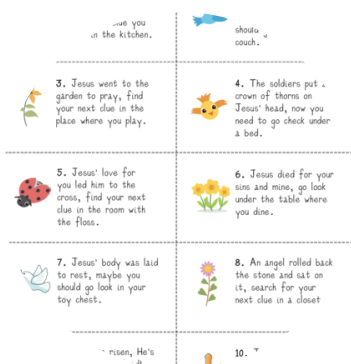 you
in the kitchen.
should
couch.
3. Jesus went to the
garden to pray, find
your next clue in the
place where you play.
4. The soldiers put a
crown of thorns on
Jesus' head, now you
need to go check under
a bed.
5. Jesus' love for
you led him to the
cross, find your next
clue in the room with
the floss.
6. Jesus died for your
sins and mine, go look
under the table where
you dine.
7. Jesus' body was laid
to rest, maybe you
should go look in your
toy chest.
8. An angel rolled back
the stone and sat on
it, search for your
next clue in a closet
risen, He's
10.